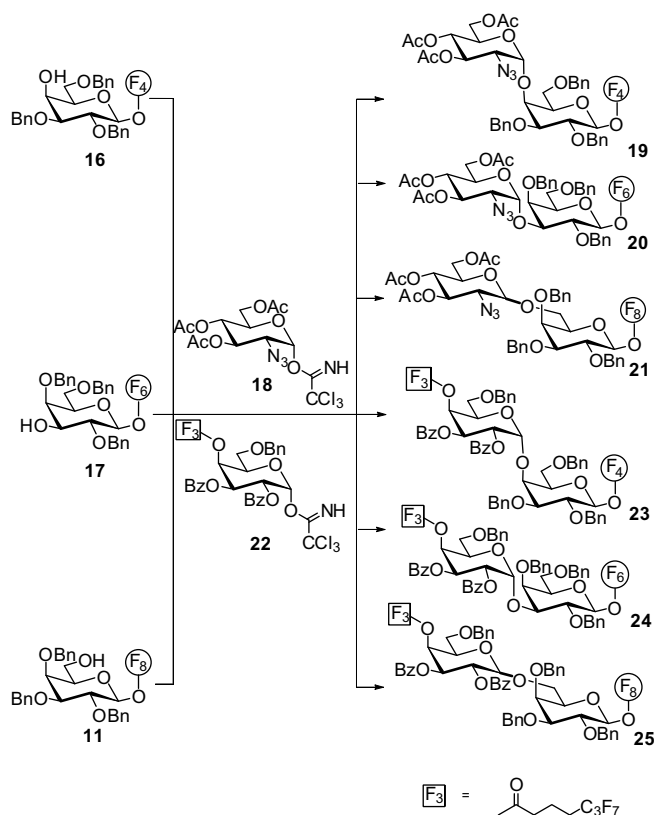 OH
OBn
F4
O
BnO
OBn
O
16
OBn
OBn
F6
O
HO
OBn
O
17
OBn
OH
F8
O
BnO
OBn
O
11
OAc
AcO
O
AcO
N3
O
NH
CCl3
18
F3
O
OBn
O
BzO
BzO
O
NH
CCl3
22
OAc
AcO
O
AcO
N3
O
OBn
F4
O
BnO
OBn
O
19
OAc
AcO
O
AcO
N3
O
OBn
OBn
F6
O
OBn
O
20
OAc
AcO
O
AcO
N3
O
OBn
F8
O
BnO
OBn
O
21
F3
O
OBn
O
BzO
BzO
O
OBn
F4
O
BnO
OBn
O
23
F3
O
OBn
O
BzO
BzO
O
OBn
OBn
F6
O
OBn
O
24
F3
O
OBn
O
BzO
OBz
O
OBn
F8
O
BnO
OBn
O
25
F3 = O C3F7